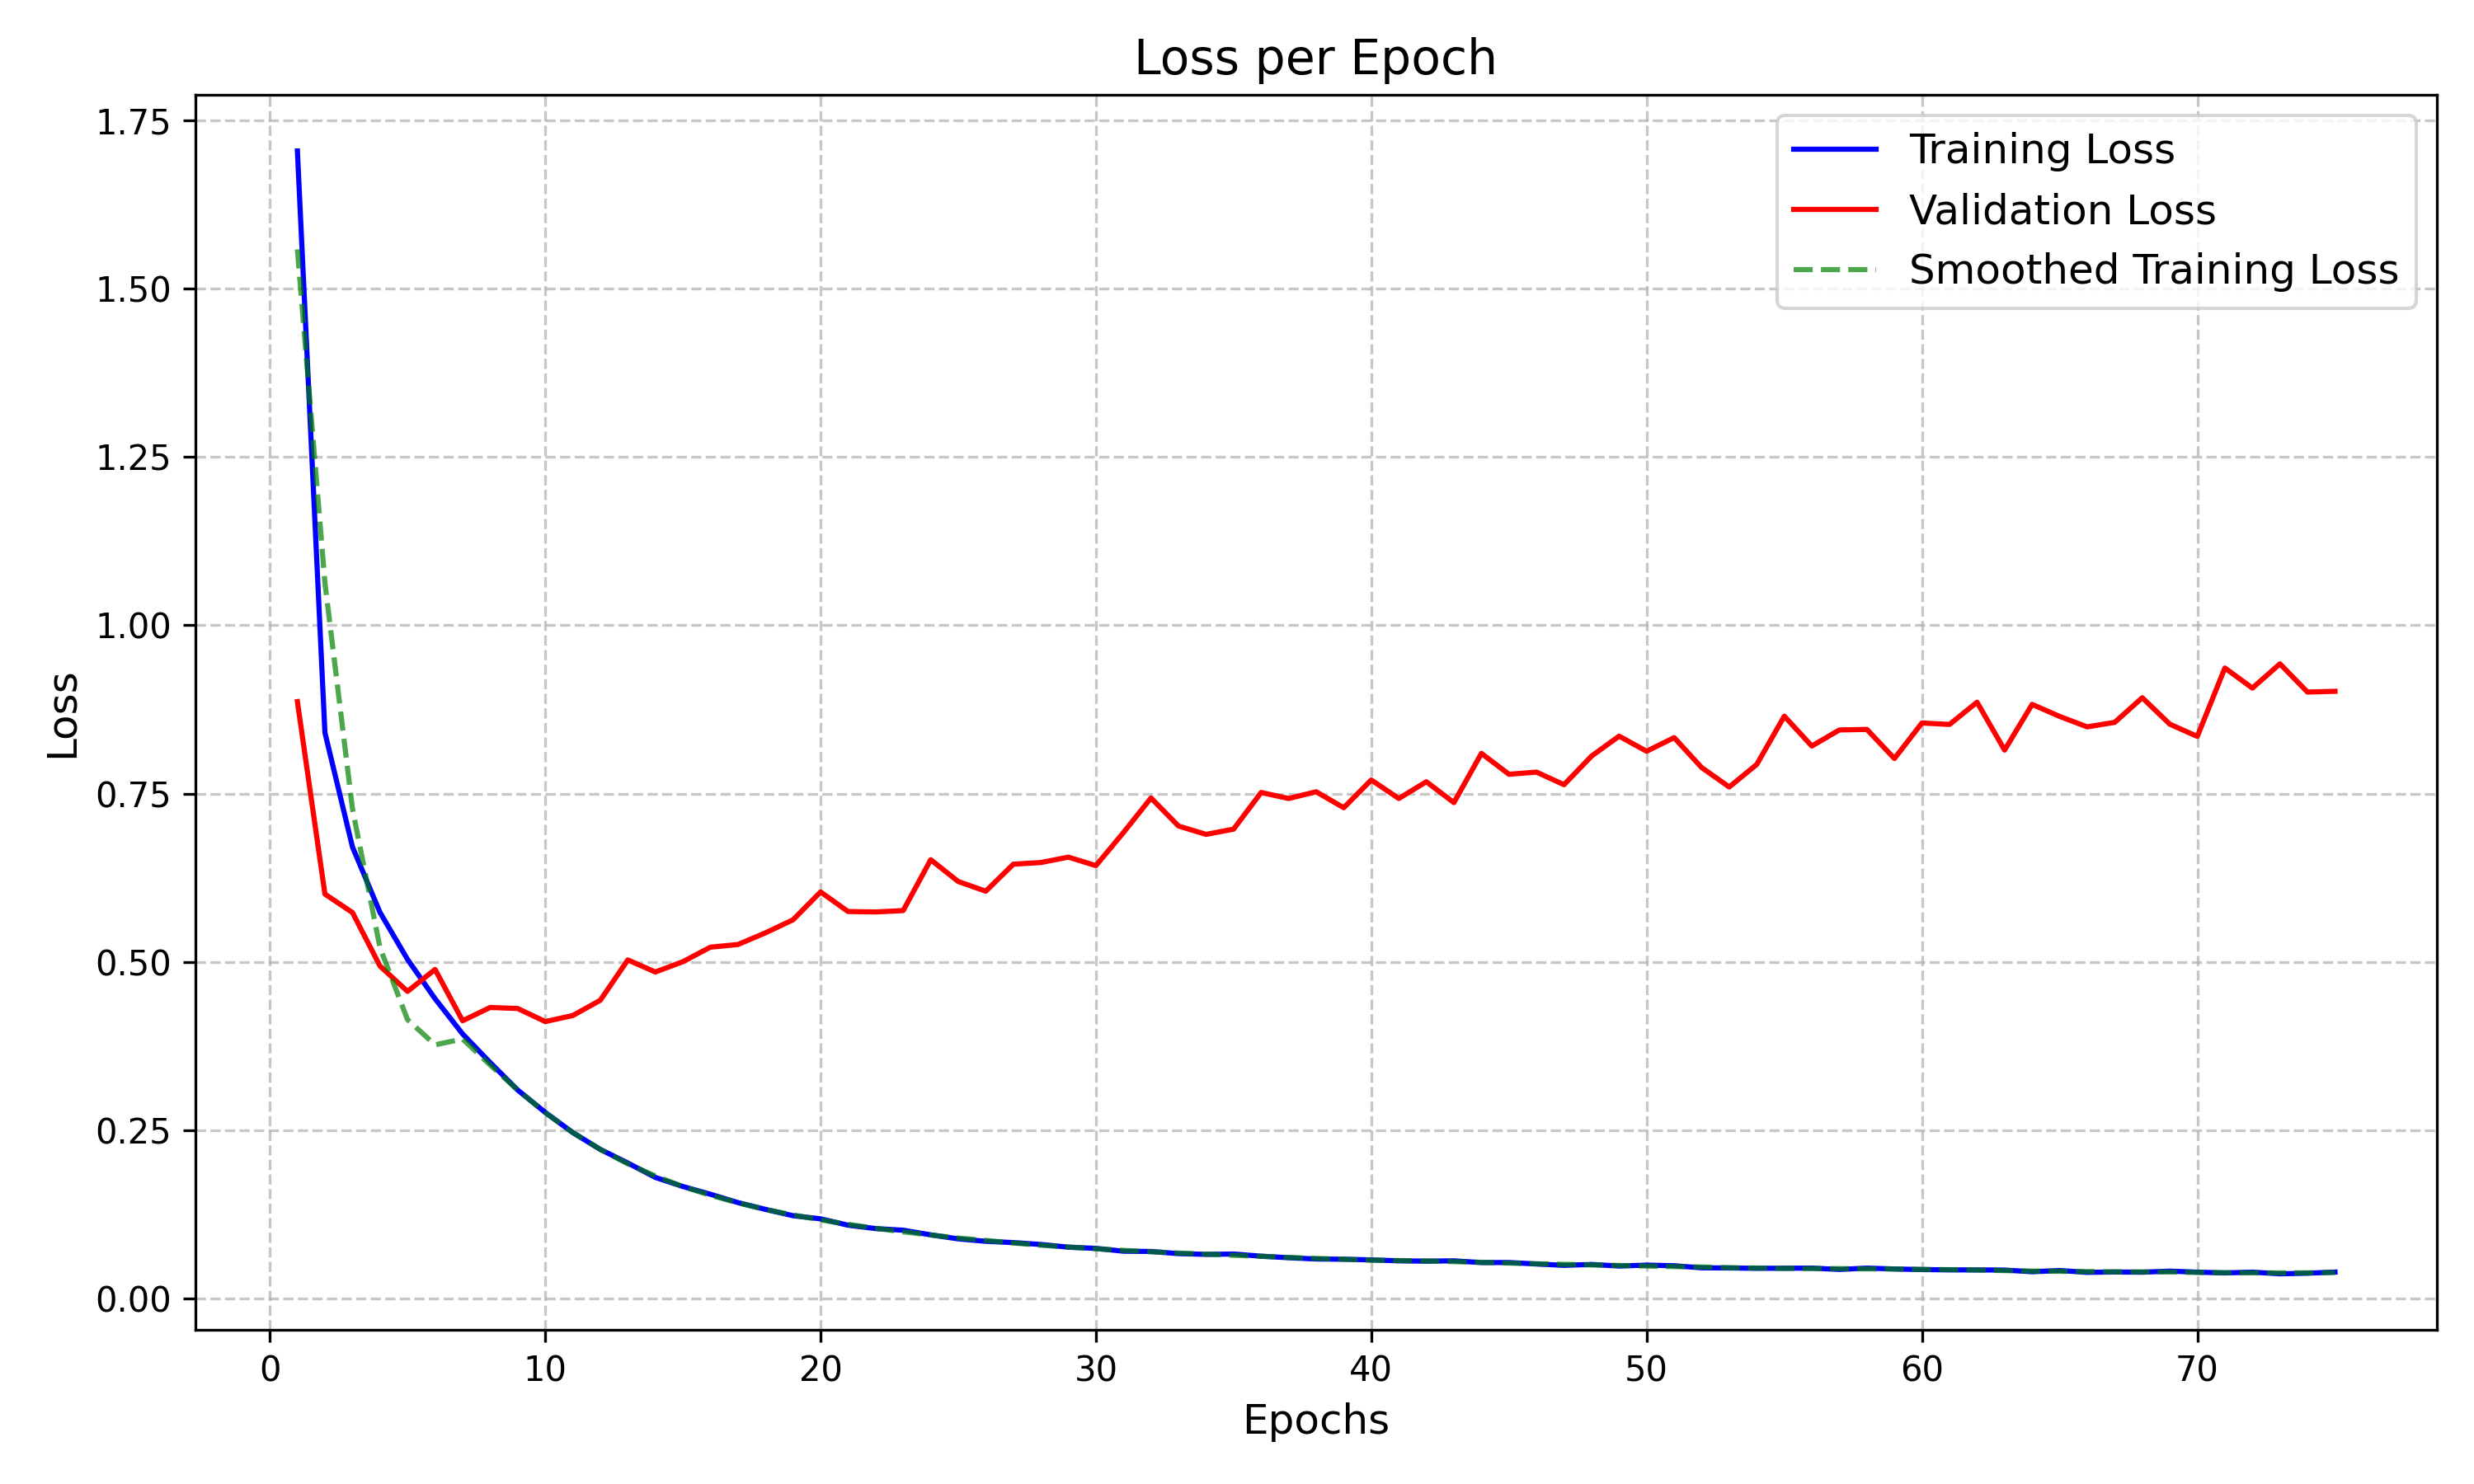 Loss per Epoch
Training Loss
Validation Loss
Smoothed Training Loss
Loss
1.75
1.50
1.25
1.00
0.75
0.50
0.25
0.00
0 10 20 30 40 50 60 70
Epochs